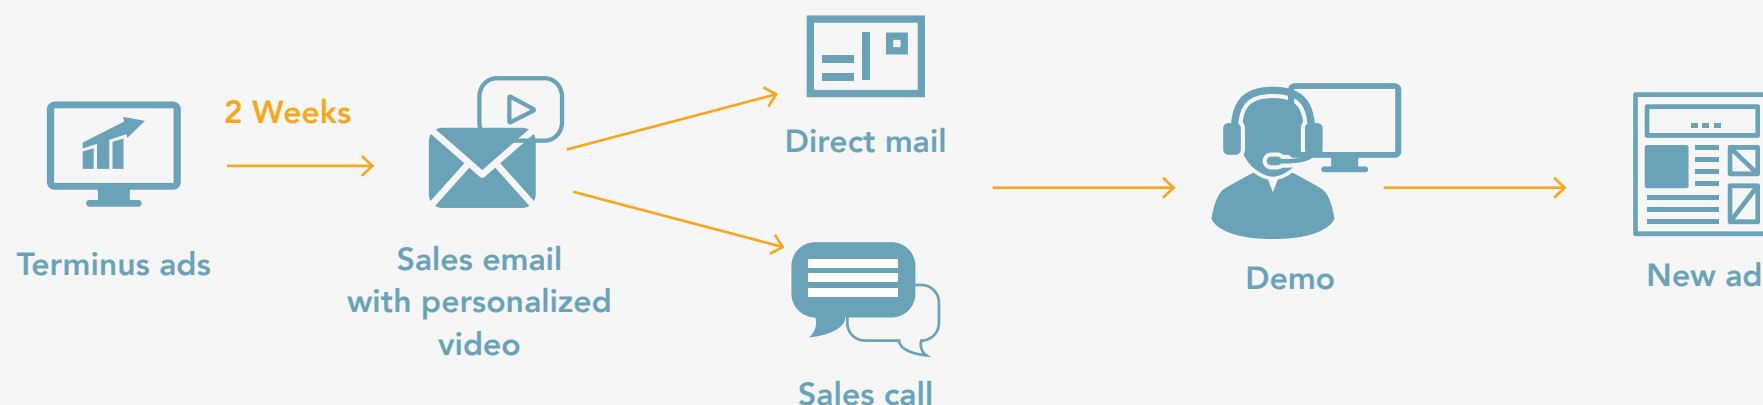 Terminus ads
2 Weeks
Sales email
with personalized
video
Direct mail
Sales call
Demo
New ad